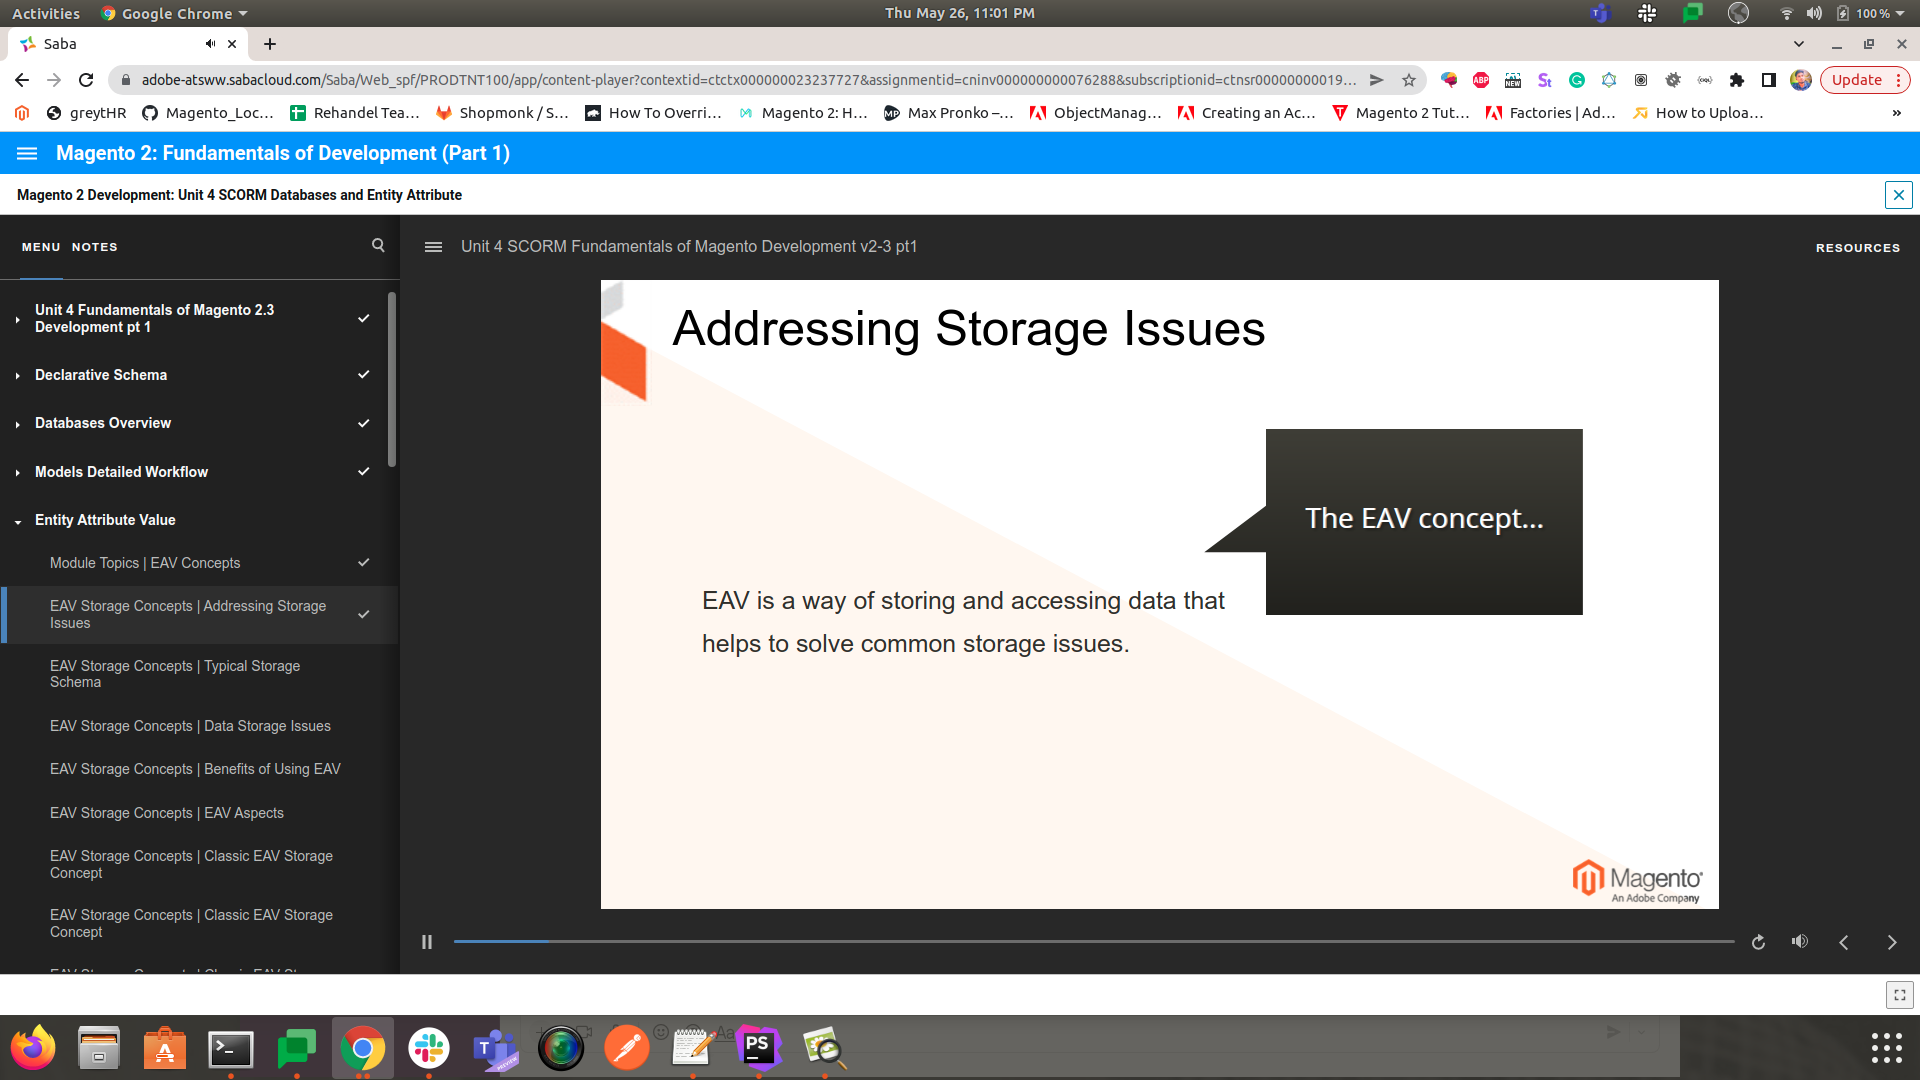 Activities Google Chrome Thu May 26, 11:01 PM 100 %
Saba
adobe-atsww.sabacloud.com/Saba/Web_spf/PRODTNT100/app/content-player?contextid=ctctx000000023237727&assignmentid=cninv000000000076288&subscriptionid=ctnsr00000000019... ABP NEW St Update
greytHR Magento_Loc... Rehandel Tea... Shopmonk / S... How To Overri... Magento 2: H... Max Pronko –... ObjectManag... Creating an Ac... Magento 2 Tut... Factories | Ad... How to Uploa... »
Magento 2: Fundamentals of Development (Part 1)
Magento 2 Development: Unit 4 SCORM Databases and Entity Attribute
MENU NOTES
Unit 4 SCORM Fundamentals of Magento Development v2-3 pt1
RESOURCES
Unit 4 Fundamentals of Magento 2.3
Development pt 1
Declarative Schema
Databases Overview
Models Detailed Workflow
Entity Attribute Value
Module Topics | EAV Concepts
EAV Storage Concepts | Addressing Storage
Issues
EAV Storage Concepts | Typical Storage
Schema
EAV Storage Concepts | Data Storage Issues
EAV Storage Concepts | Benefits of Using EAV
EAV Storage Concepts | EAV Aspects
EAV Storage Concepts | Classic EAV Storage
Concept
EAV Storage Concepts | Classic EAV Storage
Concept
Addressing Storage Issues
The EAV concept...
EAV is a way of storing and accessing data that
helps to solve common storage issues.
Magento
An Adobe Company
PS